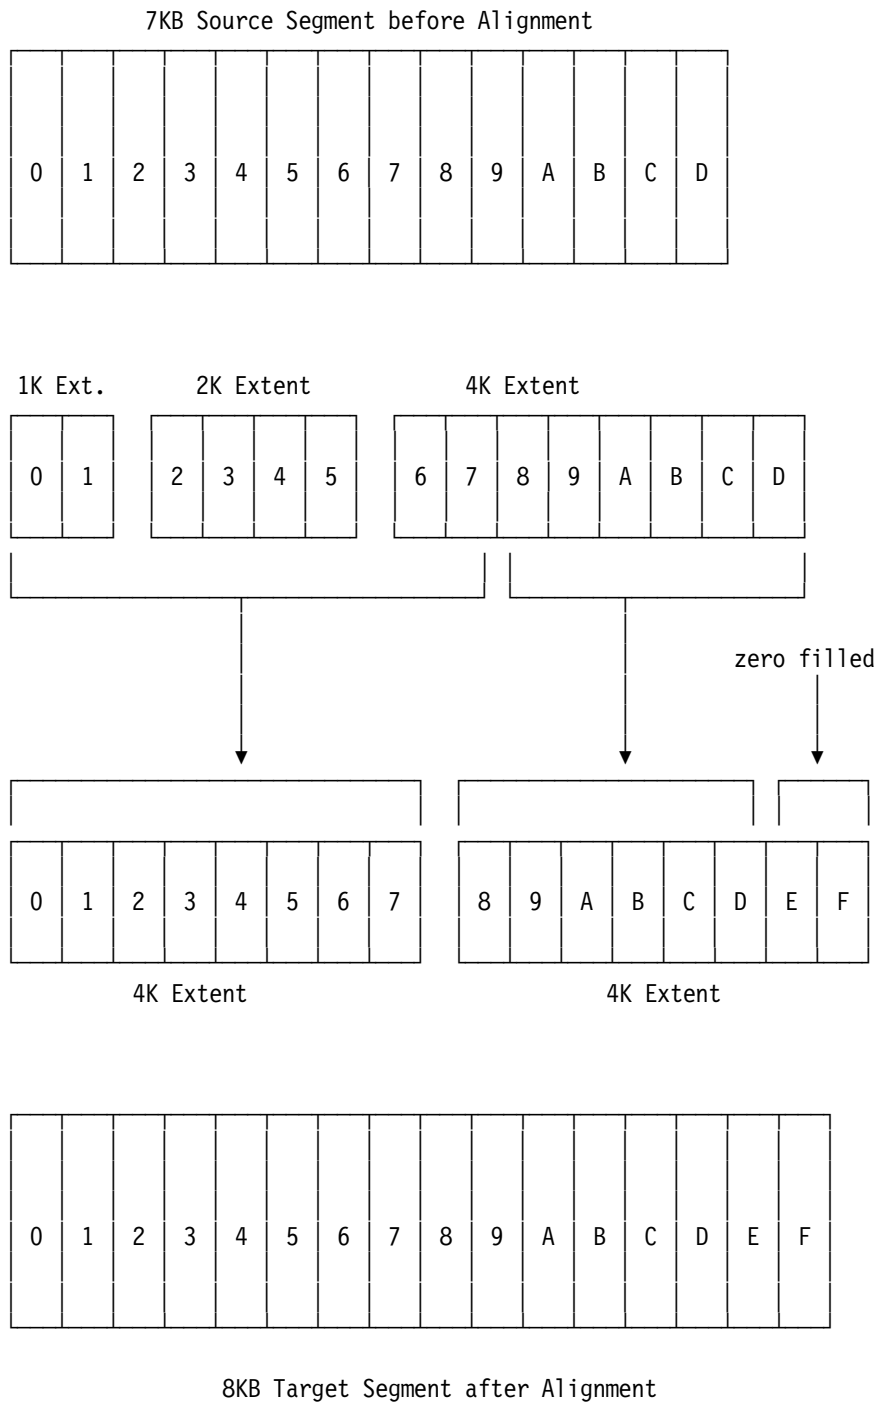 7KB Source Segment before Alignment
0 1 2 3 4 5 6 7 8 9 A B C D
1K Ext. 2K Extent 4K Extent
0 1 2 3 4 5 6 7 8 9 A B C D
zero filled
0 1 2 3 4 5 6 7 8 9 A B C D E F
4K Extent 4K Extent
0 1 2 3 4 5 6 7 8 9 A B C D E F
8KB Target Segment after Alignment